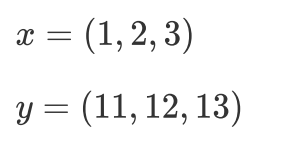 x = (1, 2, 3)
y = (11, 12, 13)